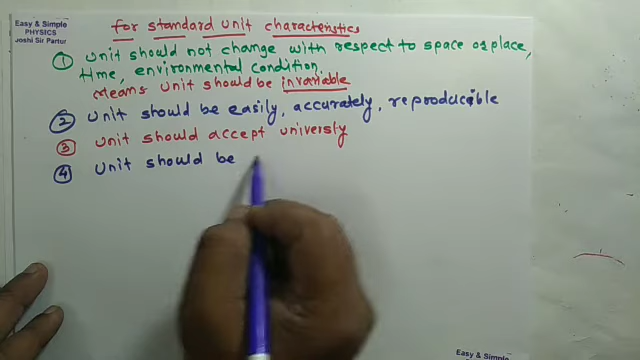 Easy & Simple
PHYSICS
Joshi Sir Partur
for standard unit characteristics
① Unit should not change with respect to space or place,
time, environmental condition.
means unit should be invariable
② Unit should be easily, accurately, reproducible
③ Unit should accept universly
④ Unit should be
Easy & Simple